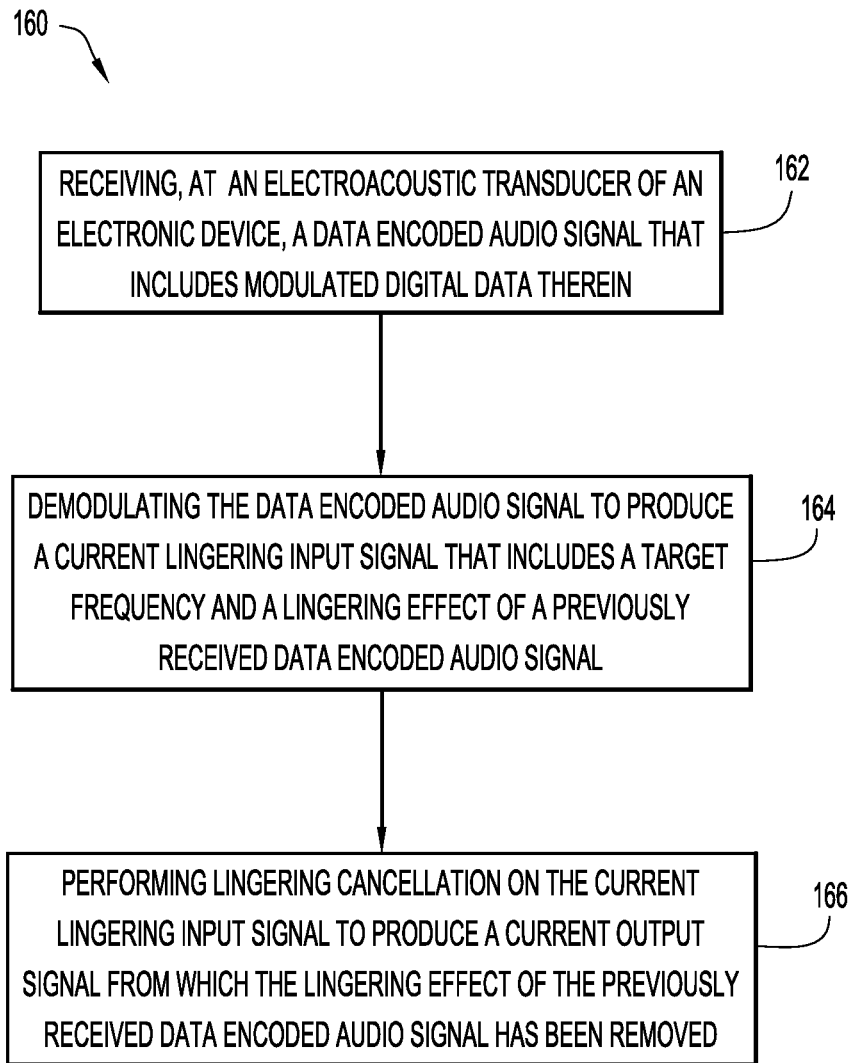 160
RECEIVING, AT AN ELECTROACOUSTIC TRANSDUCER OF AN
ELECTRONIC DEVICE, A DATA ENCODED AUDIO SIGNAL THAT
INCLUDES MODULATED DIGITAL DATA THEREIN
162
DEMODULATING THE DATA ENCODED AUDIO SIGNAL TO PRODUCE
A CURRENT LINGERING INPUT SIGNAL THAT INCLUDES A TARGET
FREQUENCY AND A LINGERING EFFECT OF A PREVIOUSLY
RECEIVED DATA ENCODED AUDIO SIGNAL
164
PERFORMING LINGERING CANCELLATION ON THE CURRENT
LINGERING INPUT SIGNAL TO PRODUCE A CURRENT OUTPUT
SIGNAL FROM WHICH THE LINGERING EFFECT OF THE PREVIOUSLY
RECEIVED DATA ENCODED AUDIO SIGNAL HAS BEEN REMOVED
166